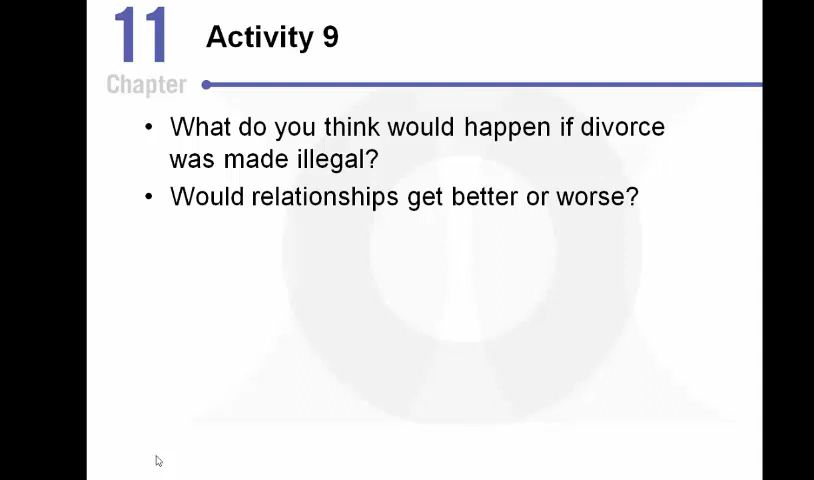 11
Activity 9
Chapter
• What do you think would happen if divorce
was made illegal?
• Would relationships get better or worse?